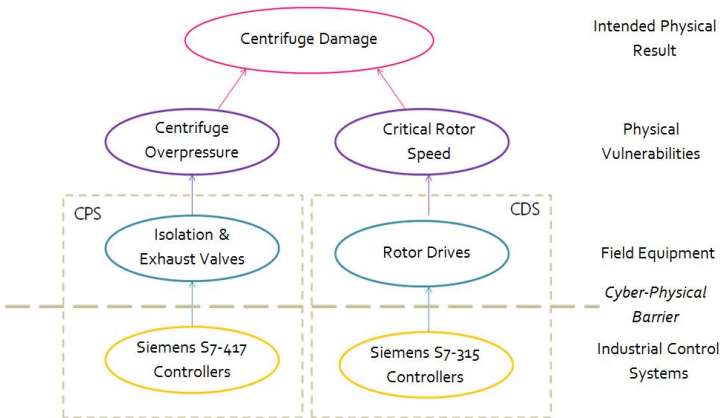 Centrifuge Damage
Intended Physical
Result
Centrifuge
Overpressure
Critical Rotor
Speed
Physical
Vulnerabilities
CPS
CDS
Isolation &
Exhaust Valves
Rotor Drives
Field Equipment
Cyber-Physical
Barrier
Siemens S7-417
Controllers
Siemens S7-315
Controllers
Industrial Control
Systems